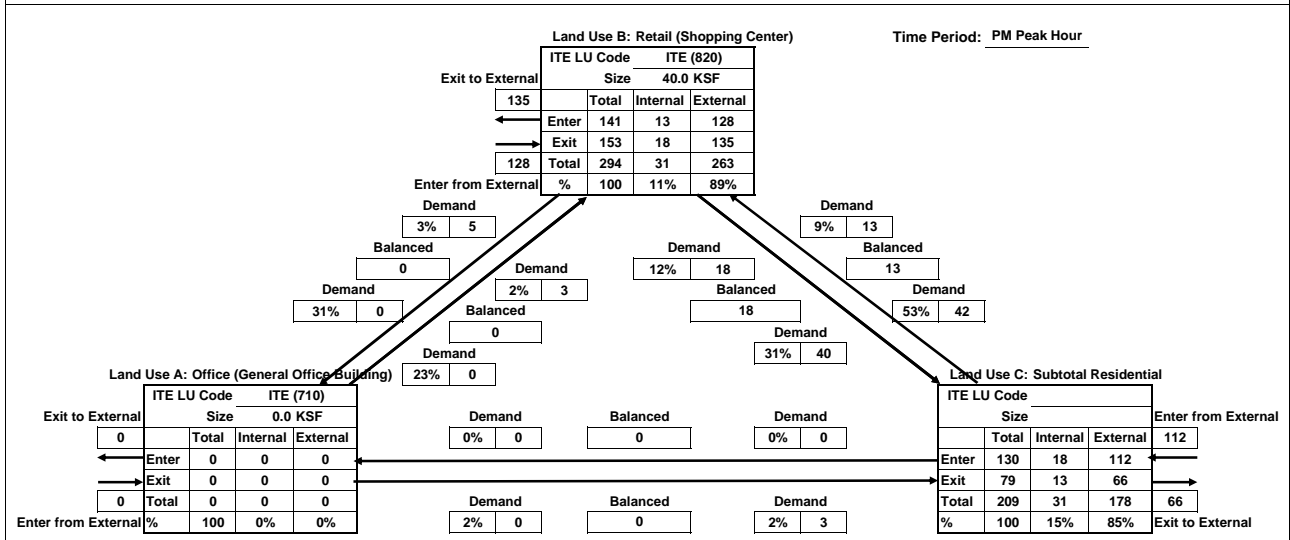 Land Use B: Retail (Shopping Center)
Time Period: PM Peak Hour
ITE LU Code ITE (820)
Exit to External Size 40.0 KSF
135 Total Internal External
Enter 141 13 128
Exit 153 18 135
128 Total 294 31 263
Enter from External % 100 11% 89%
Demand Demand
3% 5 9% 13
Balanced Demand Balanced
0 Demand 12% 18 13
Demand 2% 3 Balanced Demand
31% 0 Balanced 18 53% 42
0 Demand
Demand 31% 40
Land Use A: Office (General Office Building) 23% 0 Land Use C: Subtotal Residential
ITE LU Code ITE (710) ITE LU Code
Exit to External Size 0.0 KSF Demand Balanced Demand Size Enter from External
0 Total Internal External 0% 0 0 0% 0 Total Internal External 112
Enter 0 0 0 Enter 130 18 112
Exit 0 0 0 Exit 79 13 66
0 Total 0 0 0 Demand Balanced Demand Total 209 31 178 66
Enter from External % 100 0% 0% 2% 0 0 2% 3 % 100 15% 85% Exit to External